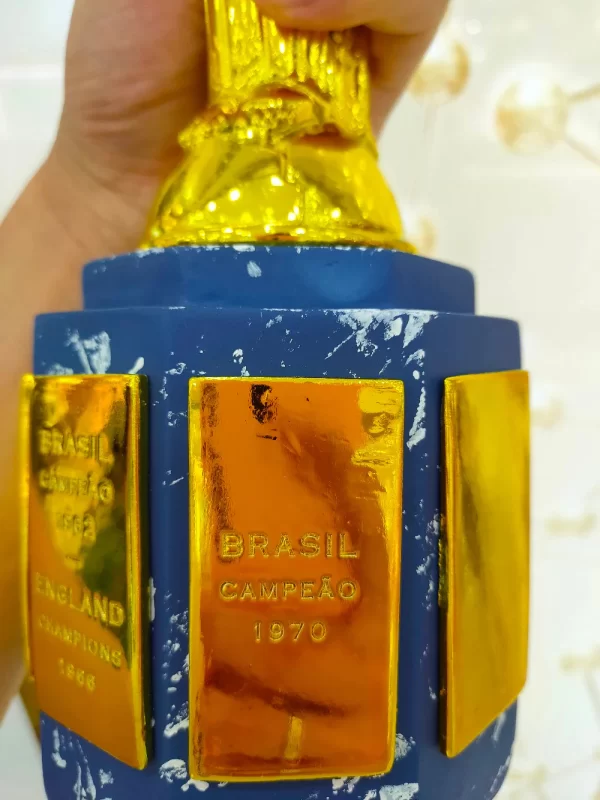 BRASIL
CAMPEÃO
1962
ENGLAND
CHAMPIONS
1966
BRASIL
CAMPEÃO
1970